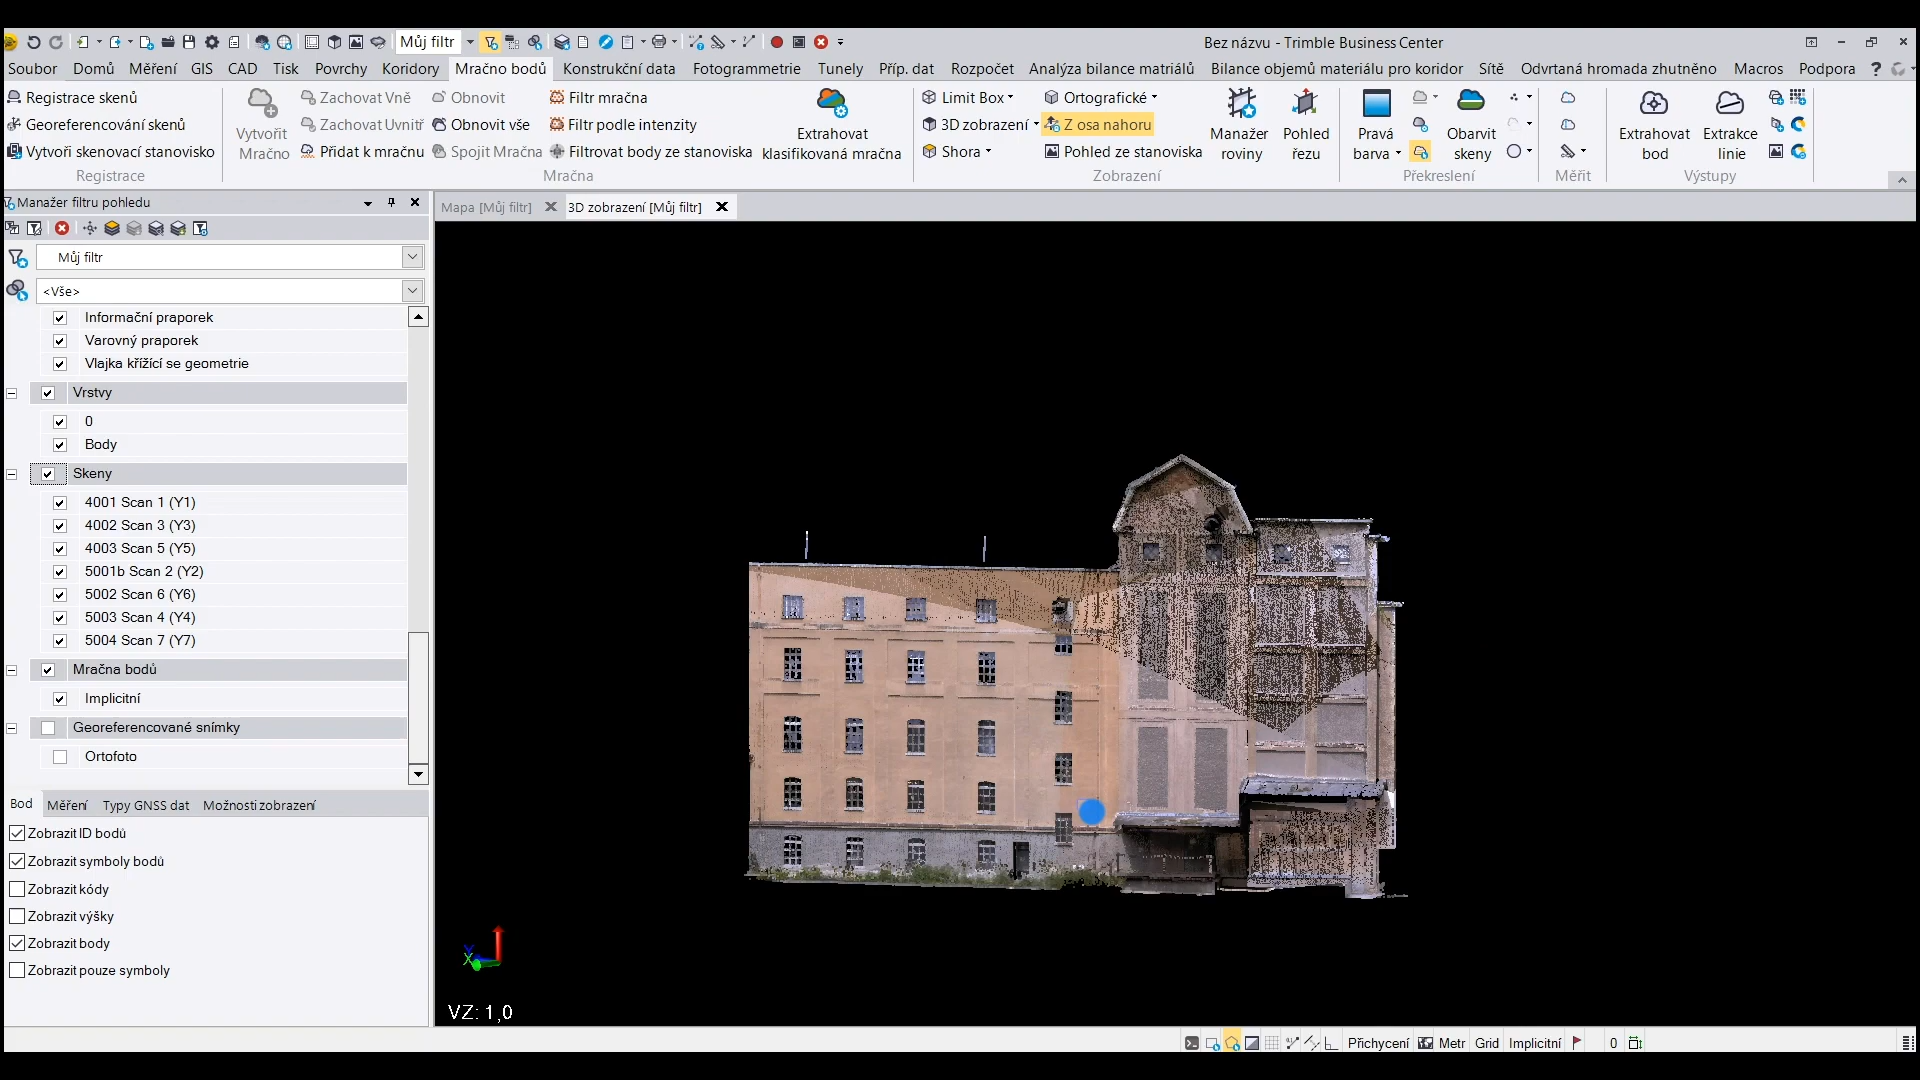 Můj filtr
Bez názvu - Trimble Business Center
Soubor Domů Měření GIS CAD Tisk Povrchy Koridory Mračno bodů Konstrukční data Fotogrammetrie Tunely Příp. dat Rozpočet Analýza bilance matriálů Bilance objemů materiálu pro koridor Sítě Odvrtaná hromada zhutněno Macros Podpora ?
Registrace skenů
Georeferencování skenů
Vytvoři skenovací stanovisko
Registrace
Vytvořit
Mračno
Zachovat Vně
Zachovat Uvnitř
Přidat k mračnu
Obnovit
Obnovit vše
Spojit Mračna
Filtr mračna
Filtr podle intenzity
Filtrovat body ze stanoviska
Extrahovat
klasifikovaná mračna
Mračna
Limit Box
3D zobrazení
Shora
Ortografické
Z osa nahoru
Pohled ze stanoviska
Manažer
roviny
Pohled
řezu
Zobrazení
Pravá
barva
Obarvit
skeny
Překreslení
Měřit
Extrahovat
bod
Extrakce
linie
Výstupy
Manažer filtru pohledu
Mapa [Můj filtr]
3D zobrazení [Můj filtr]
Můj filtr
<Vše>
Informační praporek
Varovný praporek
Vlajka křížící se geometrie
Vrstvy
0
Body
Skeny
4001 Scan 1 (Y1)
4002 Scan 3 (Y3)
4003 Scan 5 (Y5)
5001b Scan 2 (Y2)
5002 Scan 6 (Y6)
5003 Scan 4 (Y4)
5004 Scan 7 (Y7)
Mračna bodů
Implicitní
Georeferencované snímky
Ortofoto
Bod Měření Typy GNSS dat Možnosti zobrazení
Zobrazit ID bodů
Zobrazit symboly bodů
Zobrazit kódy
Zobrazit výšky
Zobrazit body
Zobrazit pouze symboly
VZ: 1,0
Přichycení Metr Grid Implicitní 0